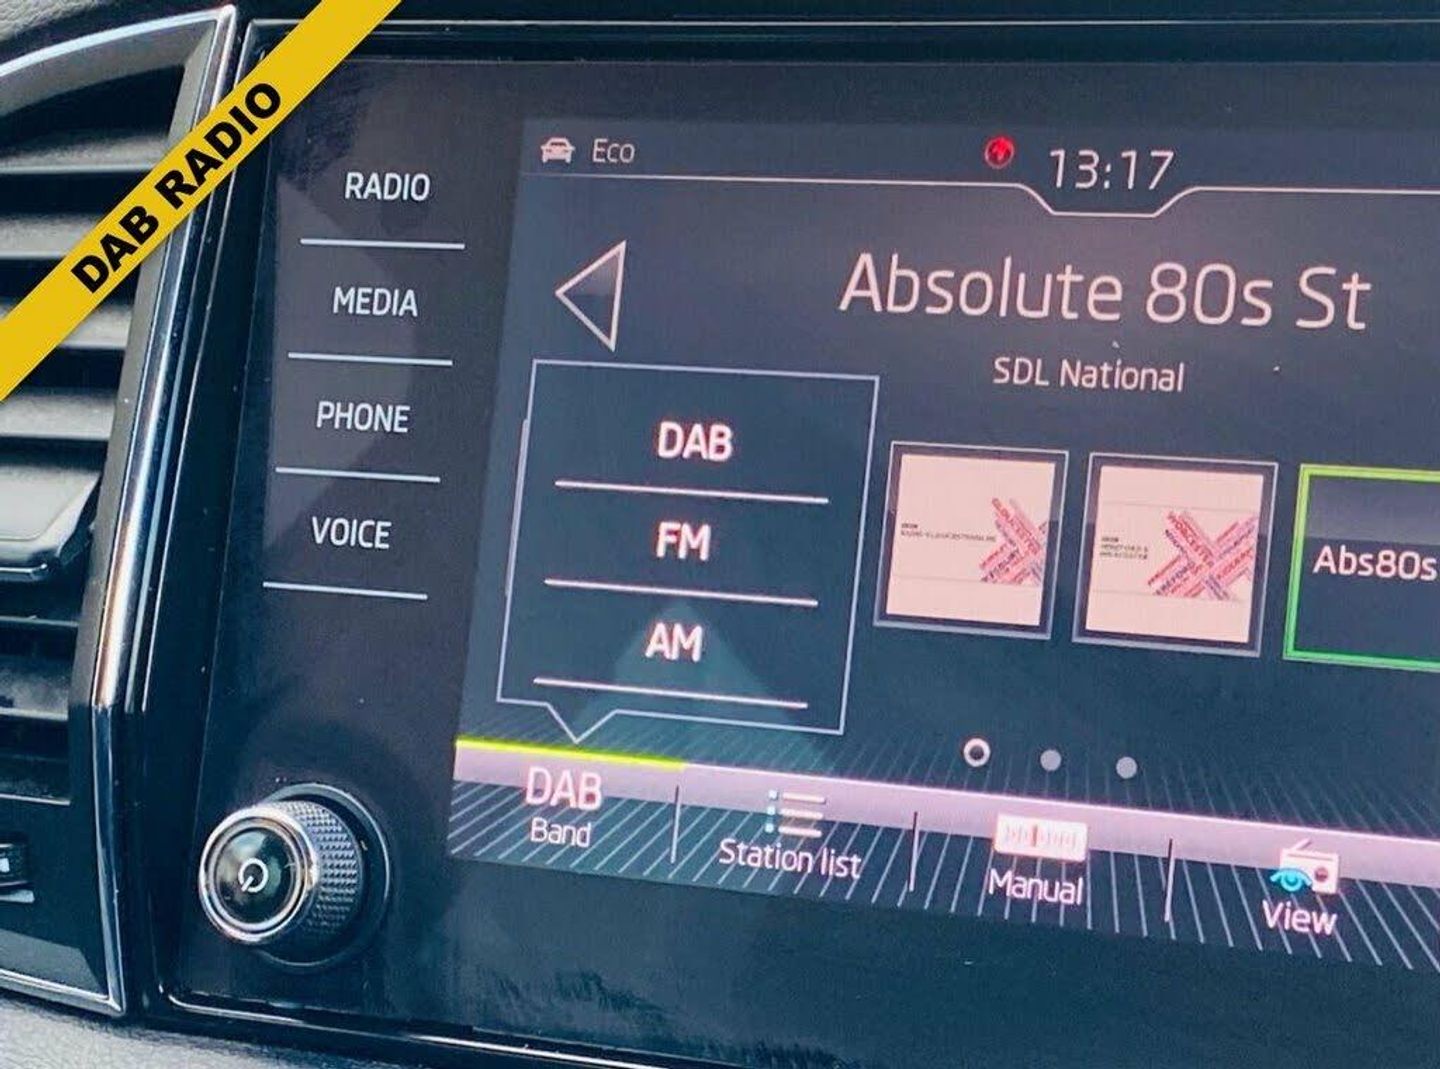 DAB RADIO
Eco
13:17
RADIO
MEDIA
PHONE
VOICE
Absolute 80s St
SDL National
DAB
FM
AM
Abs80s
DAB
Band
Station list
Manual
View